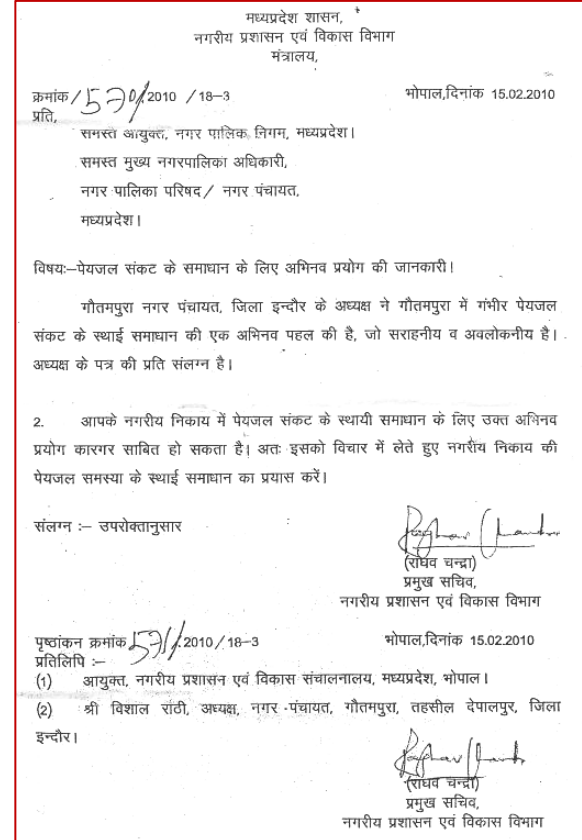 मध्यप्रदेश शासन,
नगरीय प्रशासन एवं विकास विभाग
मंत्रालय,
क्रमांक / 570/.2010 /18–3 भोपाल,दिनांक 15.02.2010
प्रति,
समस्त आयुक्त, नगर पालिक निगम, मध्यप्रदेश।
समस्त मुख्य नगरपालिका अधिकारी,
नगर पालिका परिषद / नगर पंचायत,
मध्यप्रदेश।
विषयः–पेयजल संकट के समाधान के लिए अभिनव प्रयोग की जानकारी।
गौतमपुरा नगर पंचायत, जिला इन्दौर के अध्यक्ष ने गौतमपुरा में गंभीर पेयजल
संकट के स्थाई समाधान की एक अभिनव पहल की है, जो सराहनीय व अवलोकनीय है।
अध्यक्ष के पत्र की प्रति संलग्न है।
2. आपके नगरीय निकाय में पेयजल संकट के स्थायी समाधान के लिए उक्त अभिनव
प्रयोग कारगर साबित हो सकता है। अतः इसको विचार में लेते हुए नगरीय निकाय की
पेयजल समस्या के स्थाई समाधान का प्रयास करें।
संलग्न :– उपरोक्तानुसार
Raghav Chandra
(राघव चन्द्रा)
प्रमुख सचिव,
नगरीय प्रशासन एवं विकास विभाग
पृष्ठांकन क्रमांक 571/.2010/18–3 भोपाल,दिनांक 15.02.2010
प्रतिलिपि :–
(1) आयुक्त, नगरीय प्रशासन एवं विकास संचालनालय, मध्यप्रदेश, भोपाल।
(2) श्री विशाल राठी, अध्यक्ष, नगर पंचायत, गौतमपुरा, तहसील देपालपुर, जिला
इन्दौर।
Raghav Chandra
(राघव चन्द्रा)
प्रमुख सचिव,
नगरीय प्रशासन एवं विकास विभाग